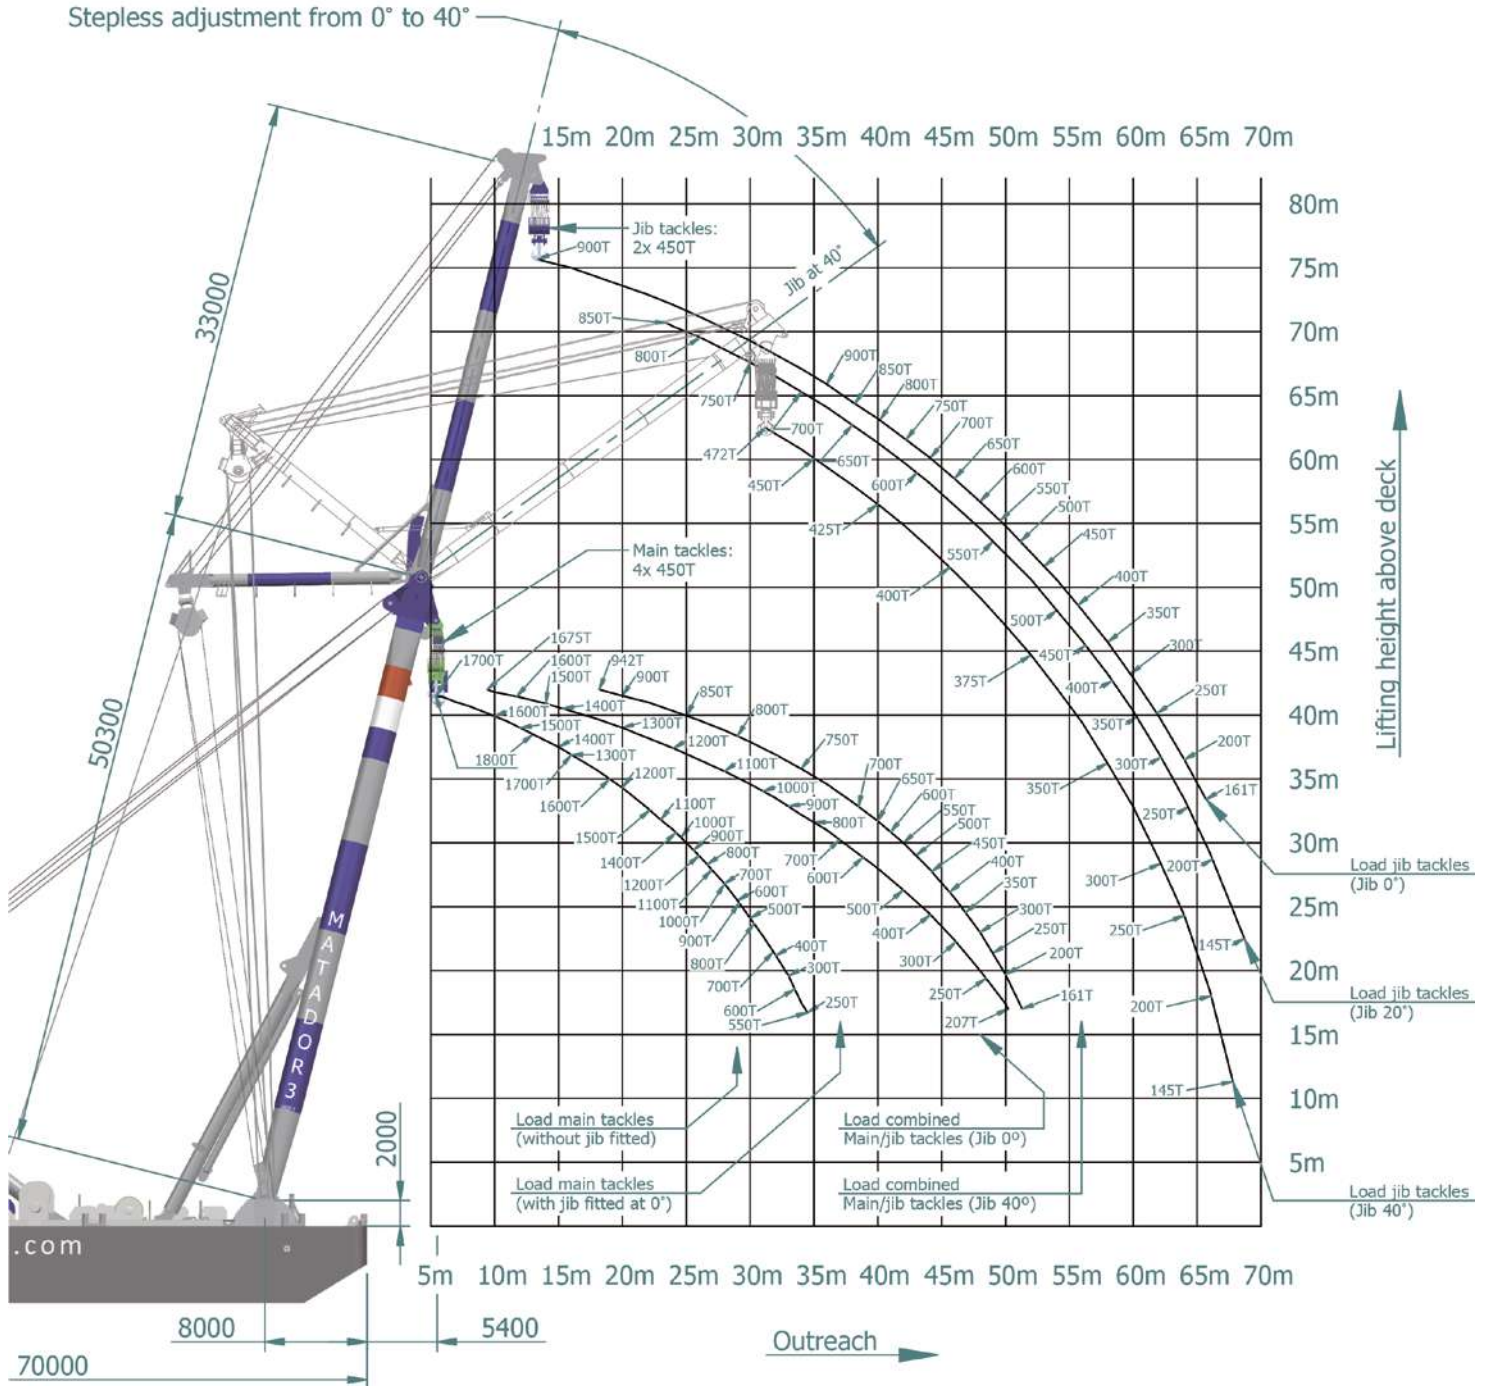 Stepless adjustment from 0° to 40°
15m 20m 25m 30m 35m 40m 45m 50m 55m 60m 65m 70m
80m
75m
70m
65m
60m
55m
50m
45m
40m
35m
30m
25m
20m
15m
10m
5m
Lifting height above deck
33000
50300
2000
Jib tackles:
2x 450T
Jib at 40°
Main tackles:
4x 450T
900T
850T
800T
750T
700T
650T
600T
550T
500T
450T
400T
350T
300T
250T
200T
161T
850T
800T
750T
700T
650T
600T
550T
500T
450T
400T
350T
300T
250T
200T
145T
472T
450T
425T
400T
375T
350T
300T
250T
200T
145T
900T
942T
900T
850T
800T
750T
700T
650T
600T
550T
500T
450T
400T
350T
300T
250T
200T
161T
1675T
1600T
1500T
1400T
1300T
1200T
1100T
1000T
900T
800T
700T
600T
500T
400T
300T
250T
207T
1700T
1600T
1500T
1400T
1300T
1200T
1100T
1000T
900T
800T
700T
600T
500T
400T
300T
250T
1800T
1700T
1600T
1500T
1400T
1200T
1100T
1000T
900T
800T
700T
600T
550T
Load jib tackles
(Jib 0°)
Load jib tackles
(Jib 20°)
Load jib tackles
(Jib 40°)
Load main tackles
(without jib fitted)
Load main tackles
(with jib fitted at 0°)
Load combined
Main/jib tackles (Jib 0º)
Load combined
Main/jib tackles (Jib 40º)
MATADOR 3
.com
5m 10m 15m 20m 25m 30m 35m 40m 45m 50m 55m 60m 65m 70m
8000
5400
70000
Outreach